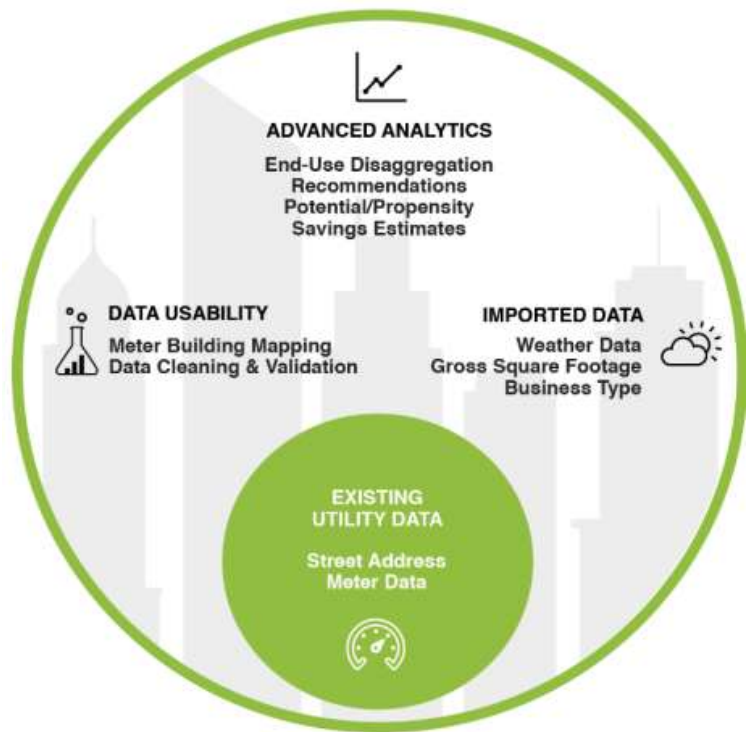 ADVANCED ANALYTICS
End-Use Disaggregation
Recommendations
Potential/Propensity
Savings Estimates
DATA USABILITY
Meter Building Mapping
Data Cleaning & Validation
IMPORTED DATA
Weather Data
Gross Square Footage
Business Type
EXISTING
UTILITY DATA
Street Address
Meter Data